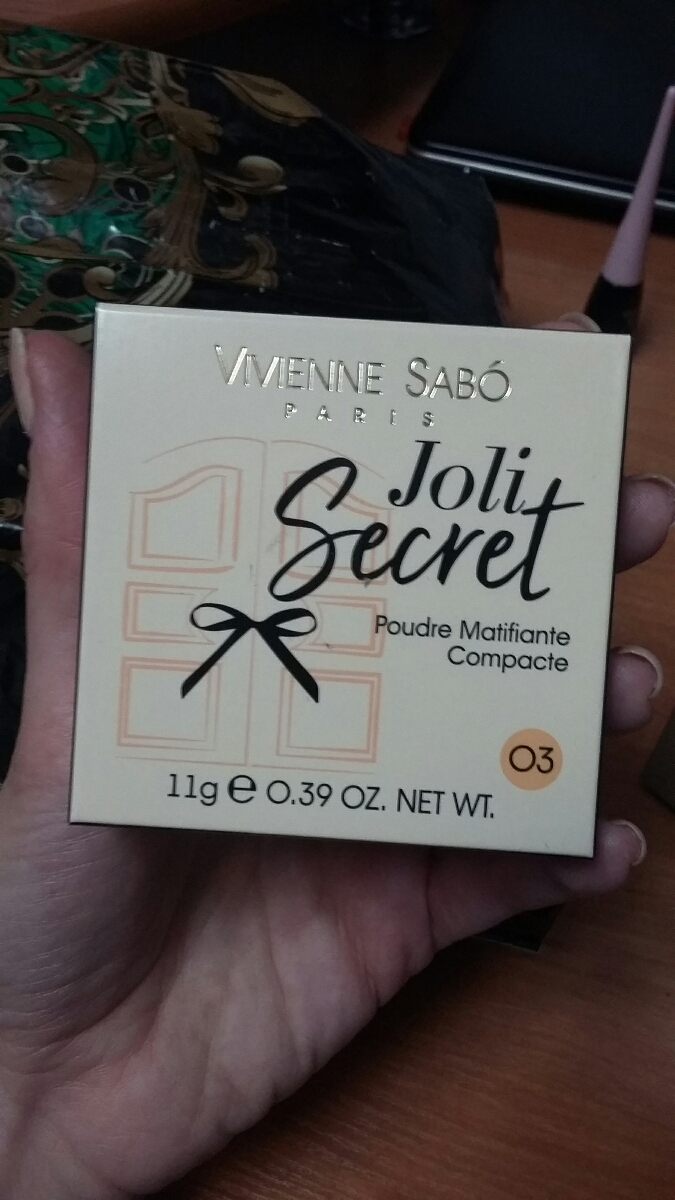 VIVIENNE SABÓ
PARIS
Joli
Secret
Poudre Matifiante
Compacte
03
11g e 0.39 OZ. NET WT.